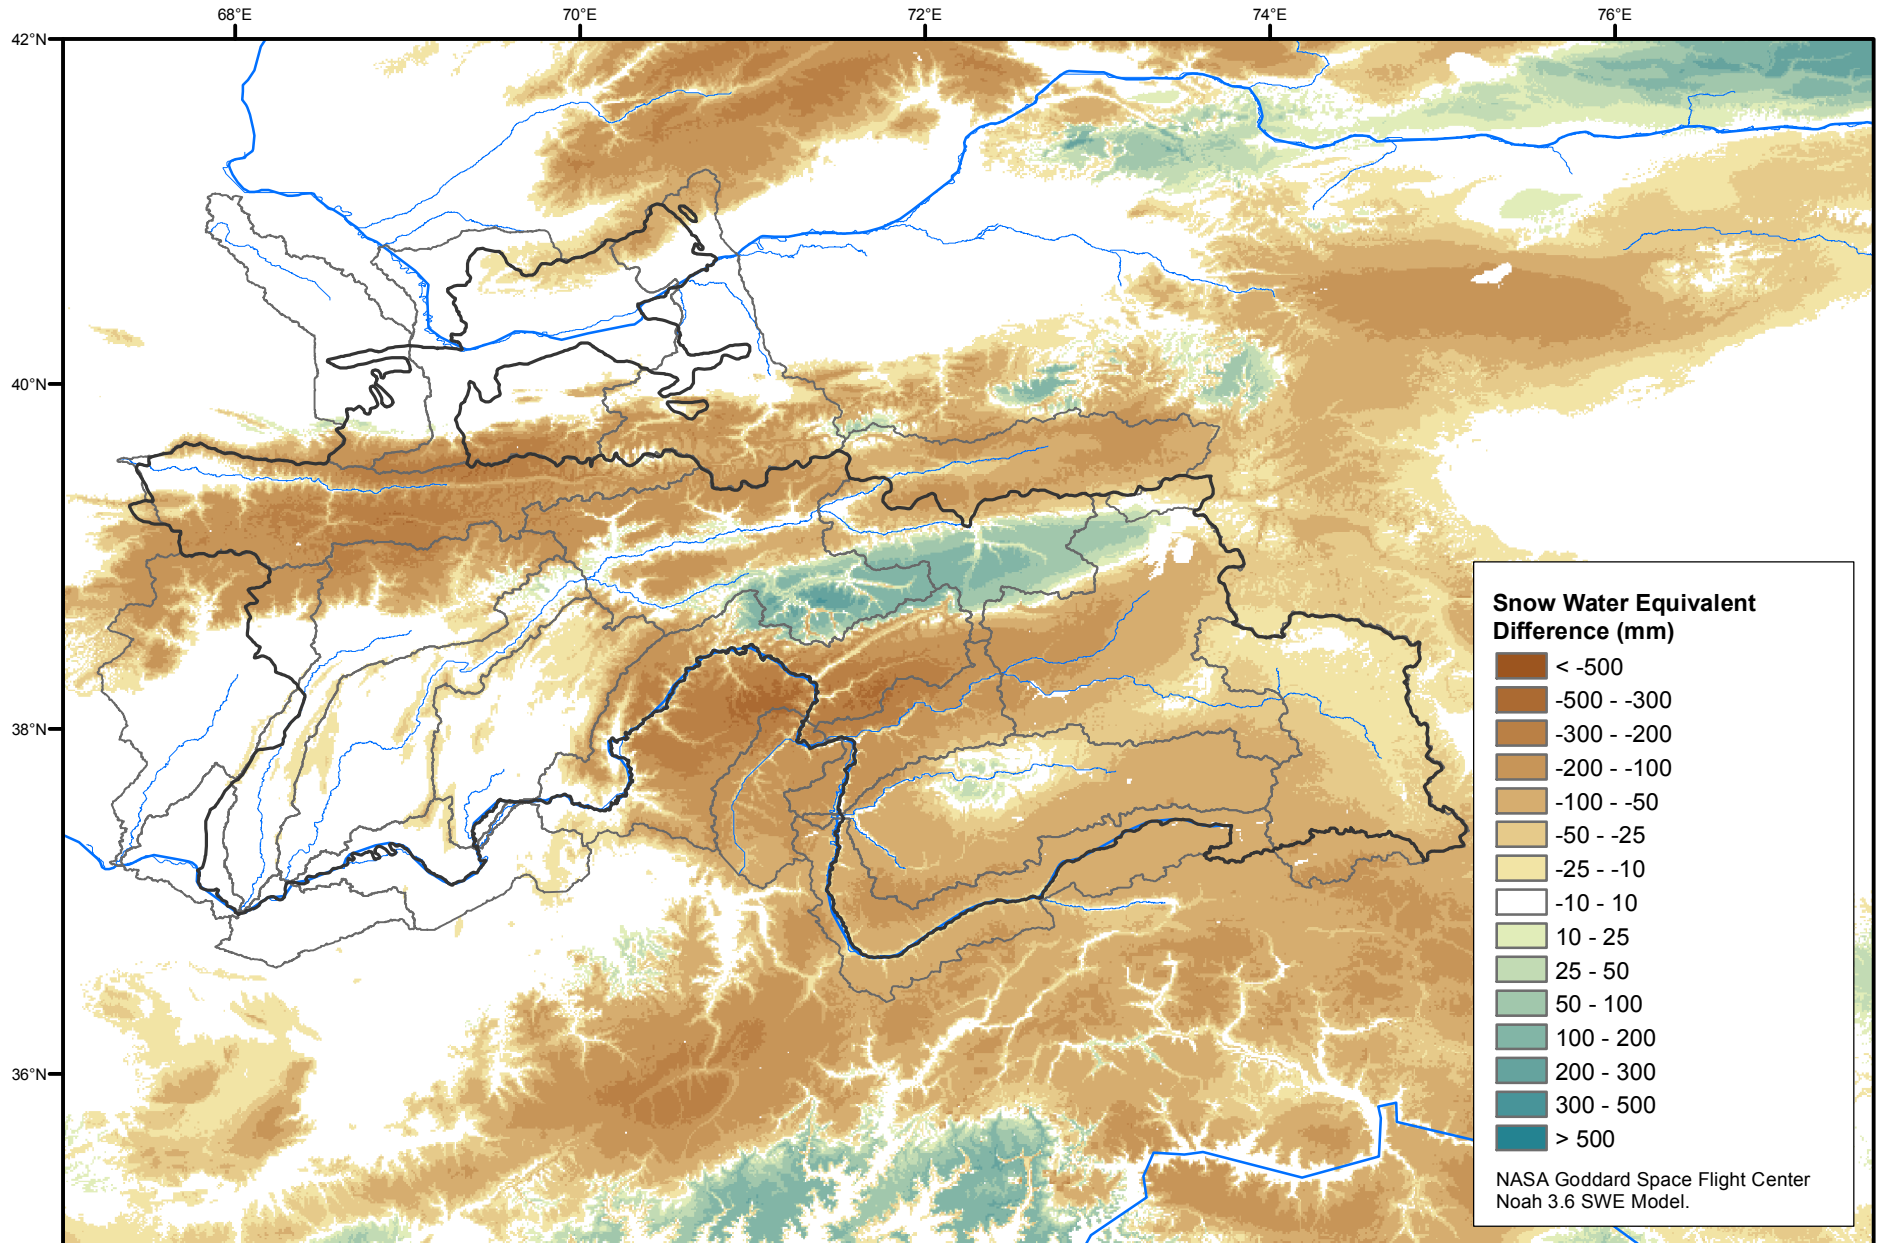 68°E
70°E
72°E
74°E
76°E
42°N
40°N
38°N
36°N
Snow Water Equivalent
Difference (mm)
< -500
-500 - -300
-300 - -200
-200 - -100
-100 - -50
-50 - -25
-25 - -10
-10 - 10
10 - 25
25 - 50
50 - 100
100 - 200
200 - 300
300 - 500
> 500
NASA Goddard Space Flight Center
Noah 3.6 SWE Model.